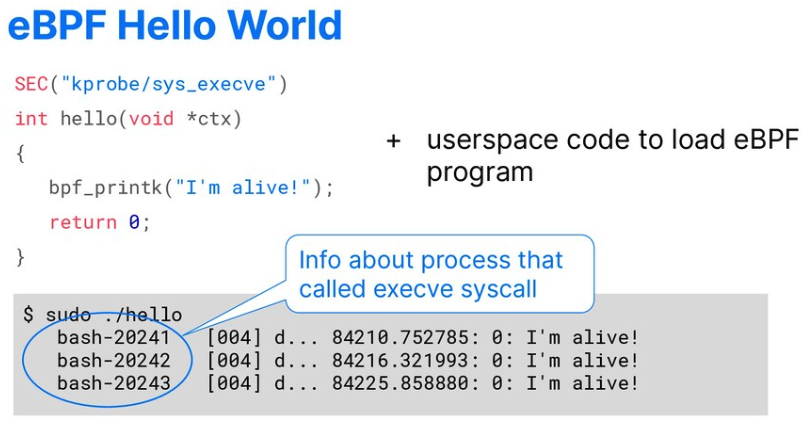 eBPF Hello World
SEC("kprobe/sys_execve")
int hello(void *ctx)
{
bpf_printk("I'm alive!");
return 0;
}
+ userspace code to load eBPF
program
Info about process that
called execve syscall
$ sudo ./hello
bash-20241 [004] d... 84210.752785: 0: I'm alive!
bash-20242 [004] d... 84216.321993: 0: I'm alive!
bash-20243 [004] d... 84225.858880: 0: I'm alive!